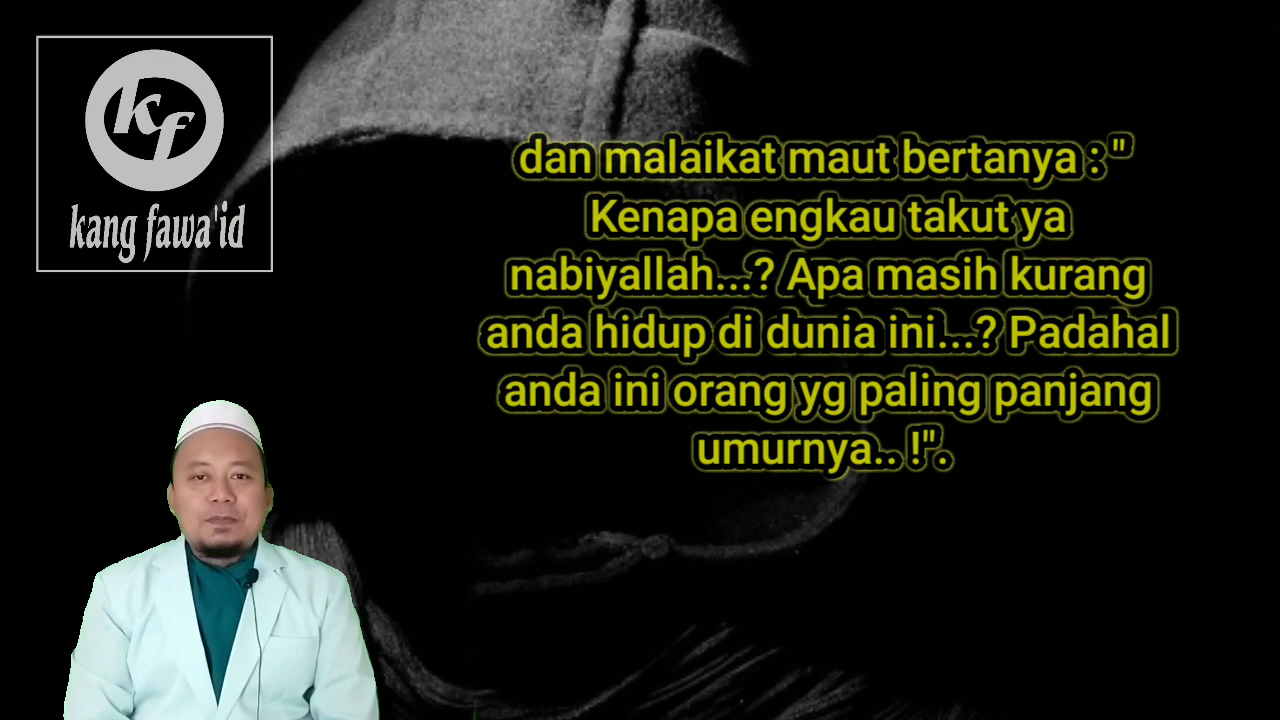 kf
kang fawa'id
dan malaikat maut bertanya : "
Kenapa engkau takut ya
nabiyallah...? Apa masih kurang
anda hidup di dunia ini...? Padahal
anda ini orang yg paling panjang
umurnya.. !".